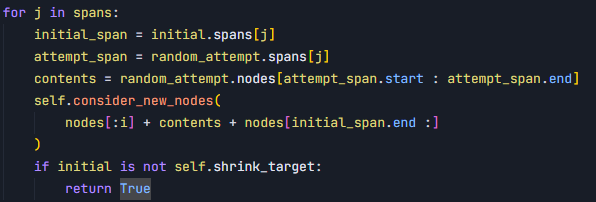 for j in spans:
    initial_span = initial.spans[j]
    attempt_span = random_attempt.spans[j]
    contents = random_attempt.nodes[attempt_span.start : attempt_span.end]
    self.consider_new_nodes(
        nodes[:i] + contents + nodes[initial_span.end :]
    )
    if initial is not self.shrink_target:
        return True